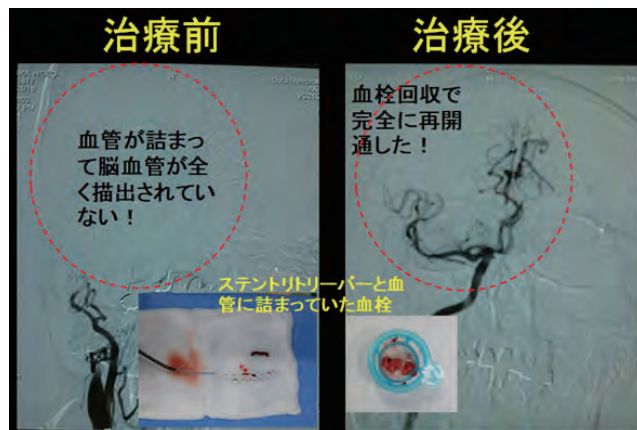 治療前
治療後
血管が詰まっ
て脳血管が全
く描出されてい
ない！
血栓回収で
完全に再開
通した！
ステントリトリーバーと血
管に詰まっていた血栓